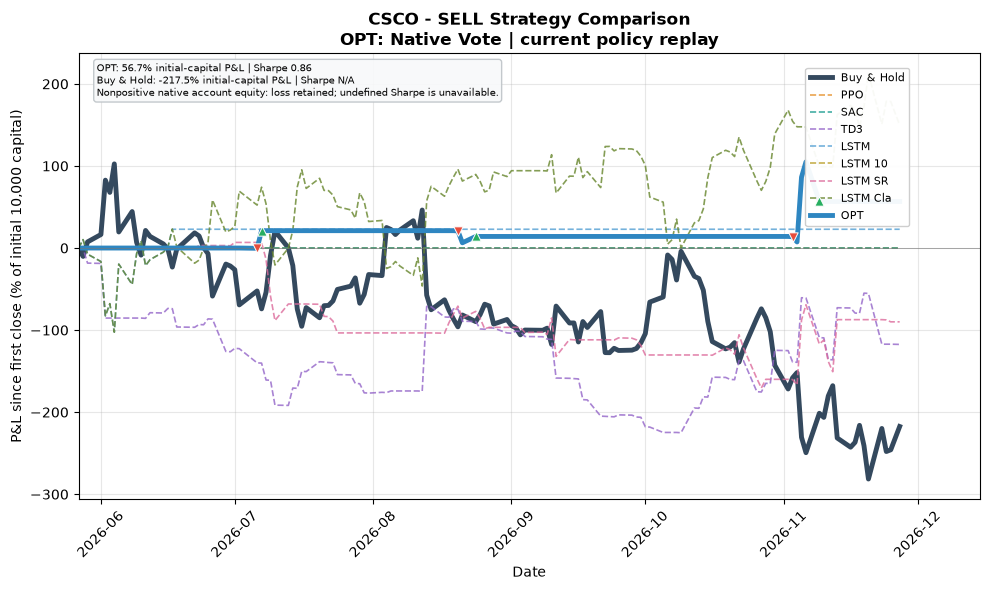 CSCO - SELL Strategy Comparison
OPT: Native Vote | current policy replay
OPT: 56.7% initial-capital P&L | Sharpe 0.86
Buy & Hold: -217.5% initial-capital P&L | Sharpe N/A
Nonpositive native account equity: loss retained; undefined Sharpe is unavailable.
Buy & Hold
PPO
SAC
TD3
LSTM
LSTM 10
LSTM SR
LSTM Cla
OPT
P&L since first close (% of initial 10,000 capital)
200
100
0
−100
−200
−300
2026-06
2026-07
2026-08
2026-09
2026-10
2026-11
2026-12
Date